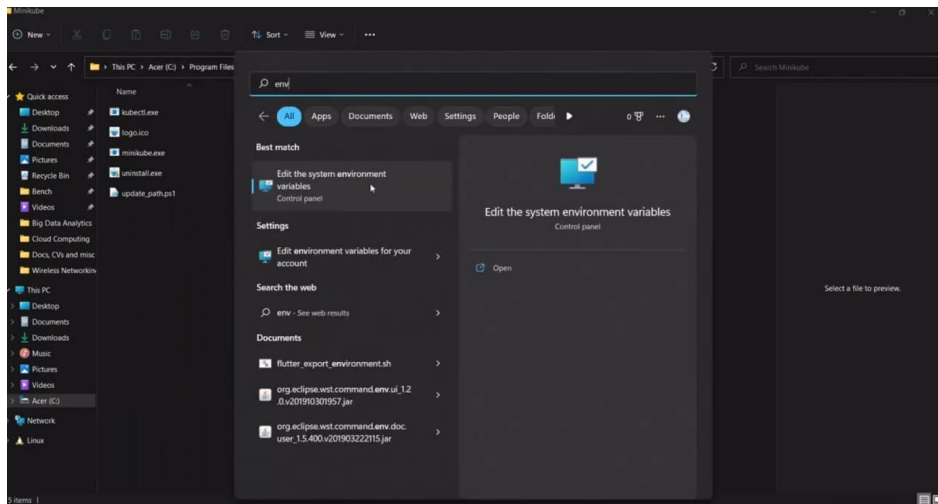 Minikube
New
Sort
View
This PC > Acer (C:) > Program Files
Search Minikube
Quick access
Desktop
Downloads
Documents
Pictures
Recycle Bin
Bench
Videos
Big Data Analytics
Cloud Computing
Docs, CVs and misc
Wireless Networkin
This PC
Desktop
Documents
Downloads
Music
Pictures
Videos
Acer (C:)
Network
Linux
5 items
Name
kubectl.exe
logo.ico
minikube.exe
uninstall.exe
update_path.ps1
env
All Apps Documents Web Settings People Fold 0
Best match
Edit the system environment
variables
Control panel
Settings
Edit environment variables for your
account
Search the web
env - See web results
Documents
flutter_export_environment.sh
org.eclipse.wst.command.env.ui_1.2
.0.v201910301957.jar
org.eclipse.wst.command.env.doc.
user_1.5.400.v201903222115.jar
Edit the system environment variables
Control panel
Open
Select a file to preview.